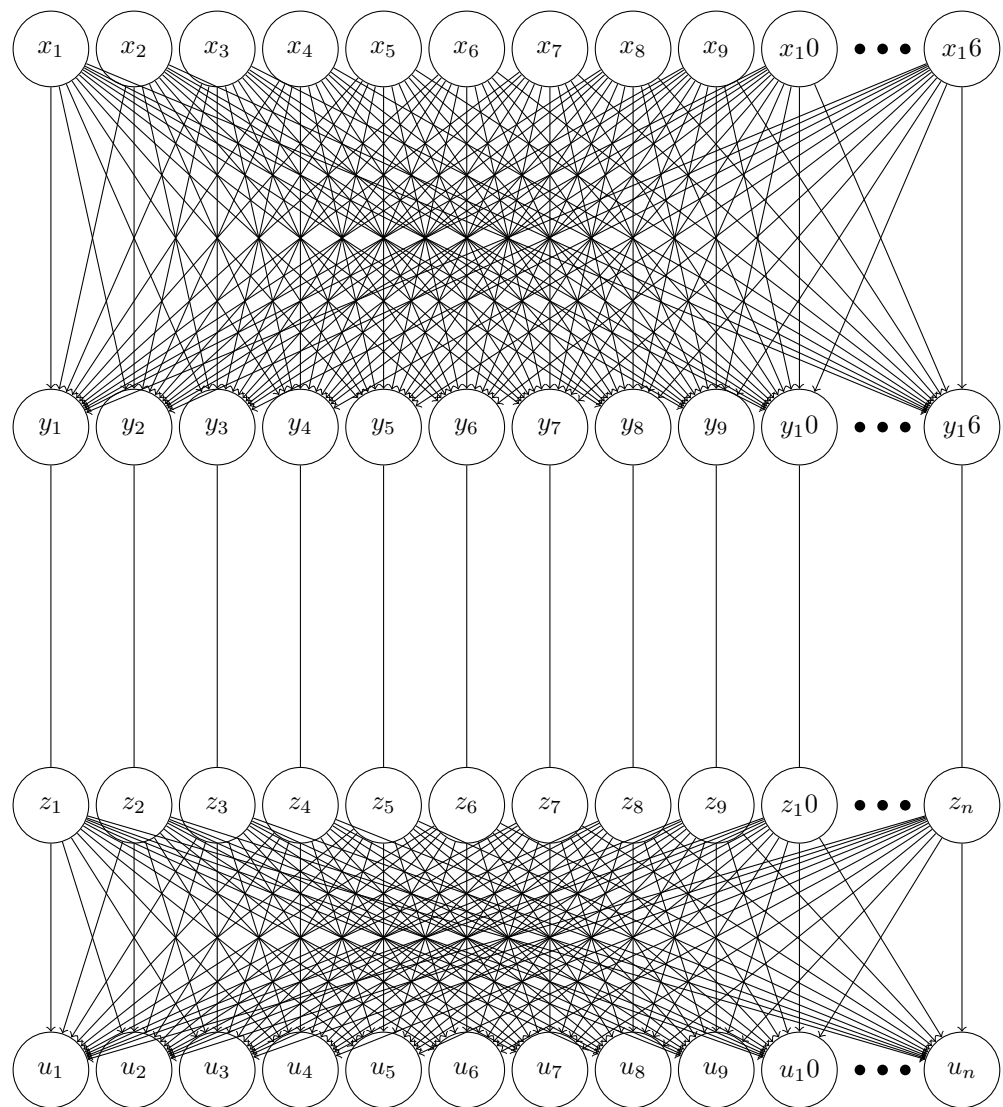 x₁ x₂ x₃ x₄ x₅ x₆ x₇ x₈ x₉ x₁0 ••• x₁6
y₁ y₂ y₃ y₄ y₅ y₆ y₇ y₈ y₉ y₁0 ••• y₁6
z₁ z₂ z₃ z₄ z₅ z₆ z₇ z₈ z₉ z₁0 ••• zₙ
u₁ u₂ u₃ u₄ u₅ u₆ u₇ u₈ u₉ u₁0 ••• uₙ